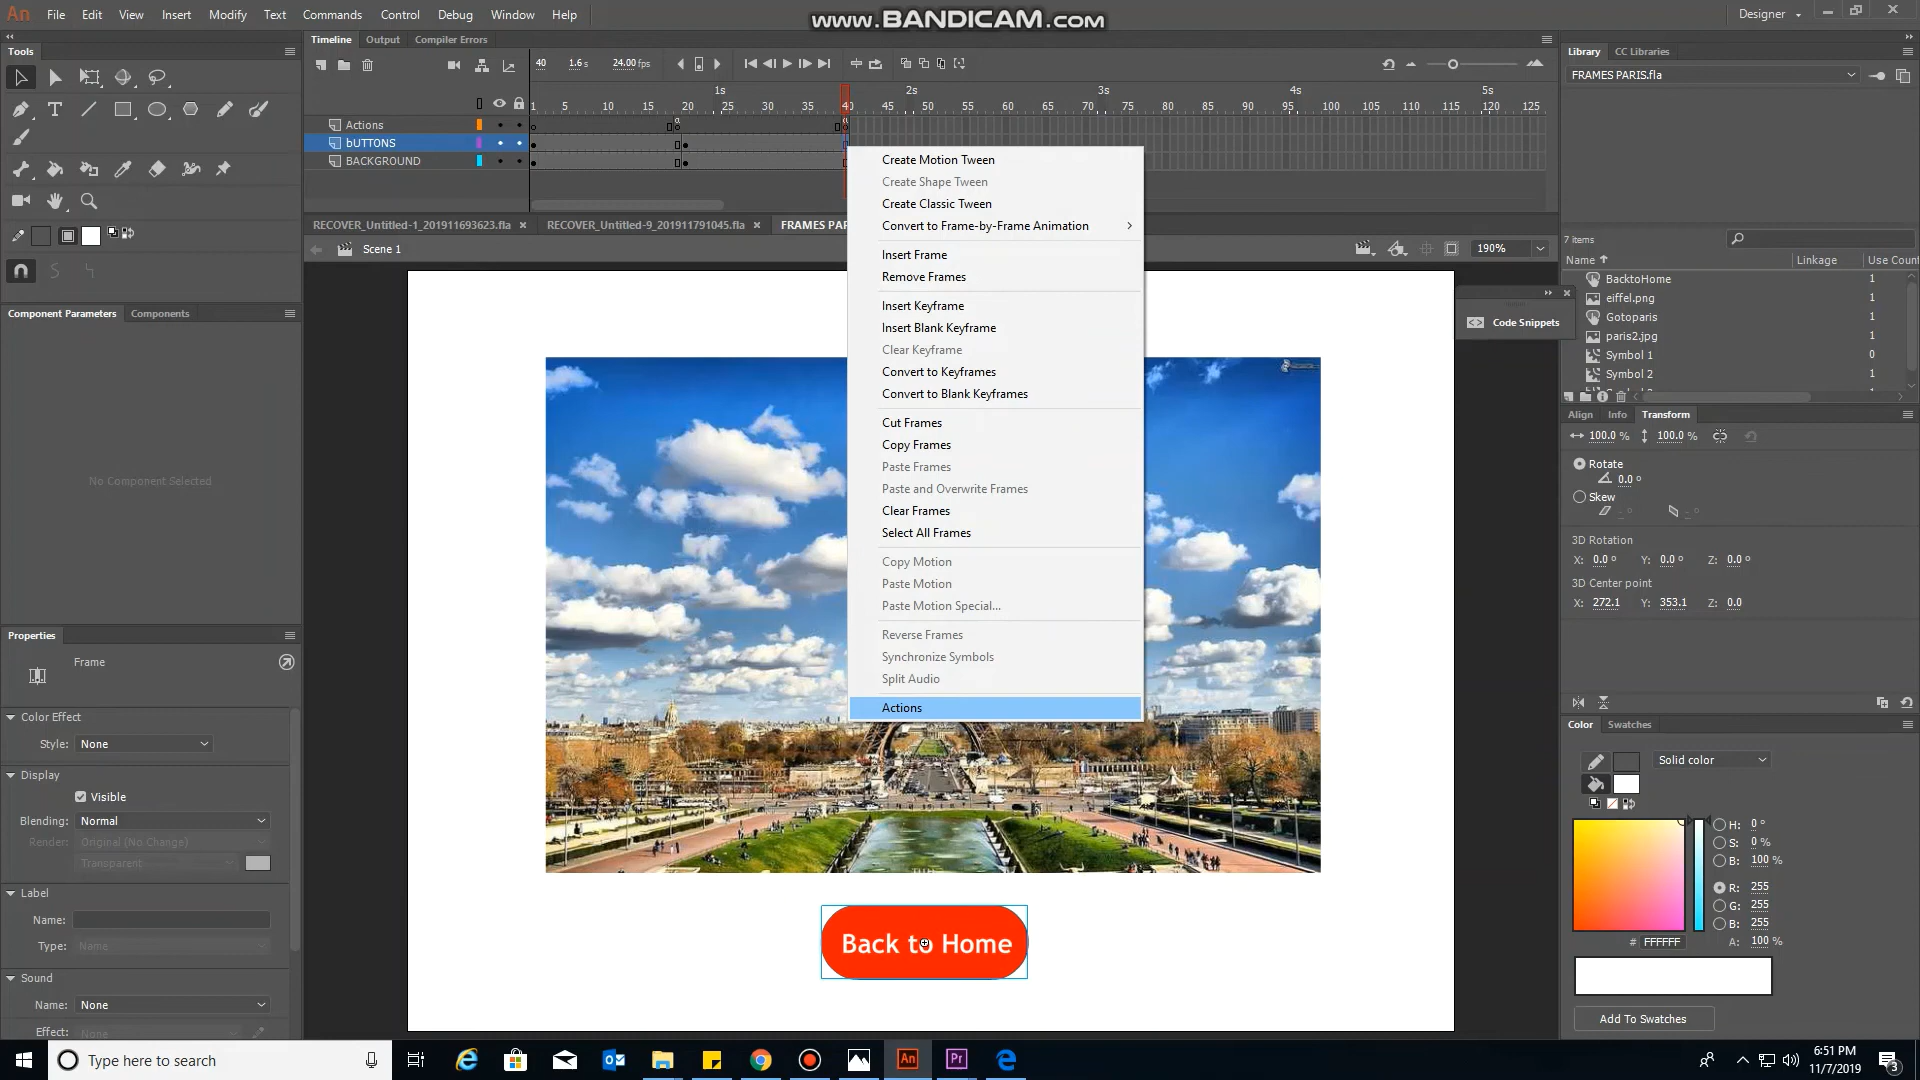 An File Edit View Insert Modify Text Commands Control Debug Window Help
www.BANDICAM.com
Designer
Tools
Timeline Output Compiler Errors
Library CC Libraries
40 1.6 s 24.00 fps
FRAMES PARIS.fla
1s 2s 3s 4s 5s
1 5 10 15 20 25 30 35 40 45 50 55 60 65 70 75 80 85 90 95 100 105 110 115 120 125
Actions
bUTTONS
BACKGROUND
RECOVER_Untitled-1_201911693623.fla RECOVER_Untitled-9_201911791045.fla FRAMES PAR
Scene 1
190%
7 items
Name Linkage Use Count
BacktoHome 1
eiffel.png 1
Gotoparis 1
paris2.jpg 1
Symbol 1 0
Symbol 2 1
Code Snippets
Create Motion Tween
Create Shape Tween
Create Classic Tween
Convert to Frame-by-Frame Animation
Insert Frame
Remove Frames
Insert Keyframe
Insert Blank Keyframe
Clear Keyframe
Convert to Keyframes
Convert to Blank Keyframes
Cut Frames
Copy Frames
Paste Frames
Paste and Overwrite Frames
Clear Frames
Select All Frames
Copy Motion
Paste Motion
Paste Motion Special...
Reverse Frames
Synchronize Symbols
Split Audio
Actions
Back to Home
Component Parameters Components
No Component Selected
Properties
Frame
Color Effect
Style: None
Display
Visible
Blending: Normal
Render: Original (No Change)
Transparent
Label
Name:
Type: Name
Sound
Name: None
Effect: None
Align Info Transform
100.0 % 100.0 %
Rotate
0.0 °
Skew
3D Rotation
X: 0.0 ° Y: 0.0 ° Z: 0.0 °
3D Center point
X: 272.1 Y: 353.1 Z: 0.0
Color Swatches
Solid color
H: 0 °
S: 0 %
B: 100 %
R: 255
G: 255
B: 255
# FFFFFF A: 100 %
Add To Swatches
Type here to search
An Pr
6:51 PM
11/7/2019
3